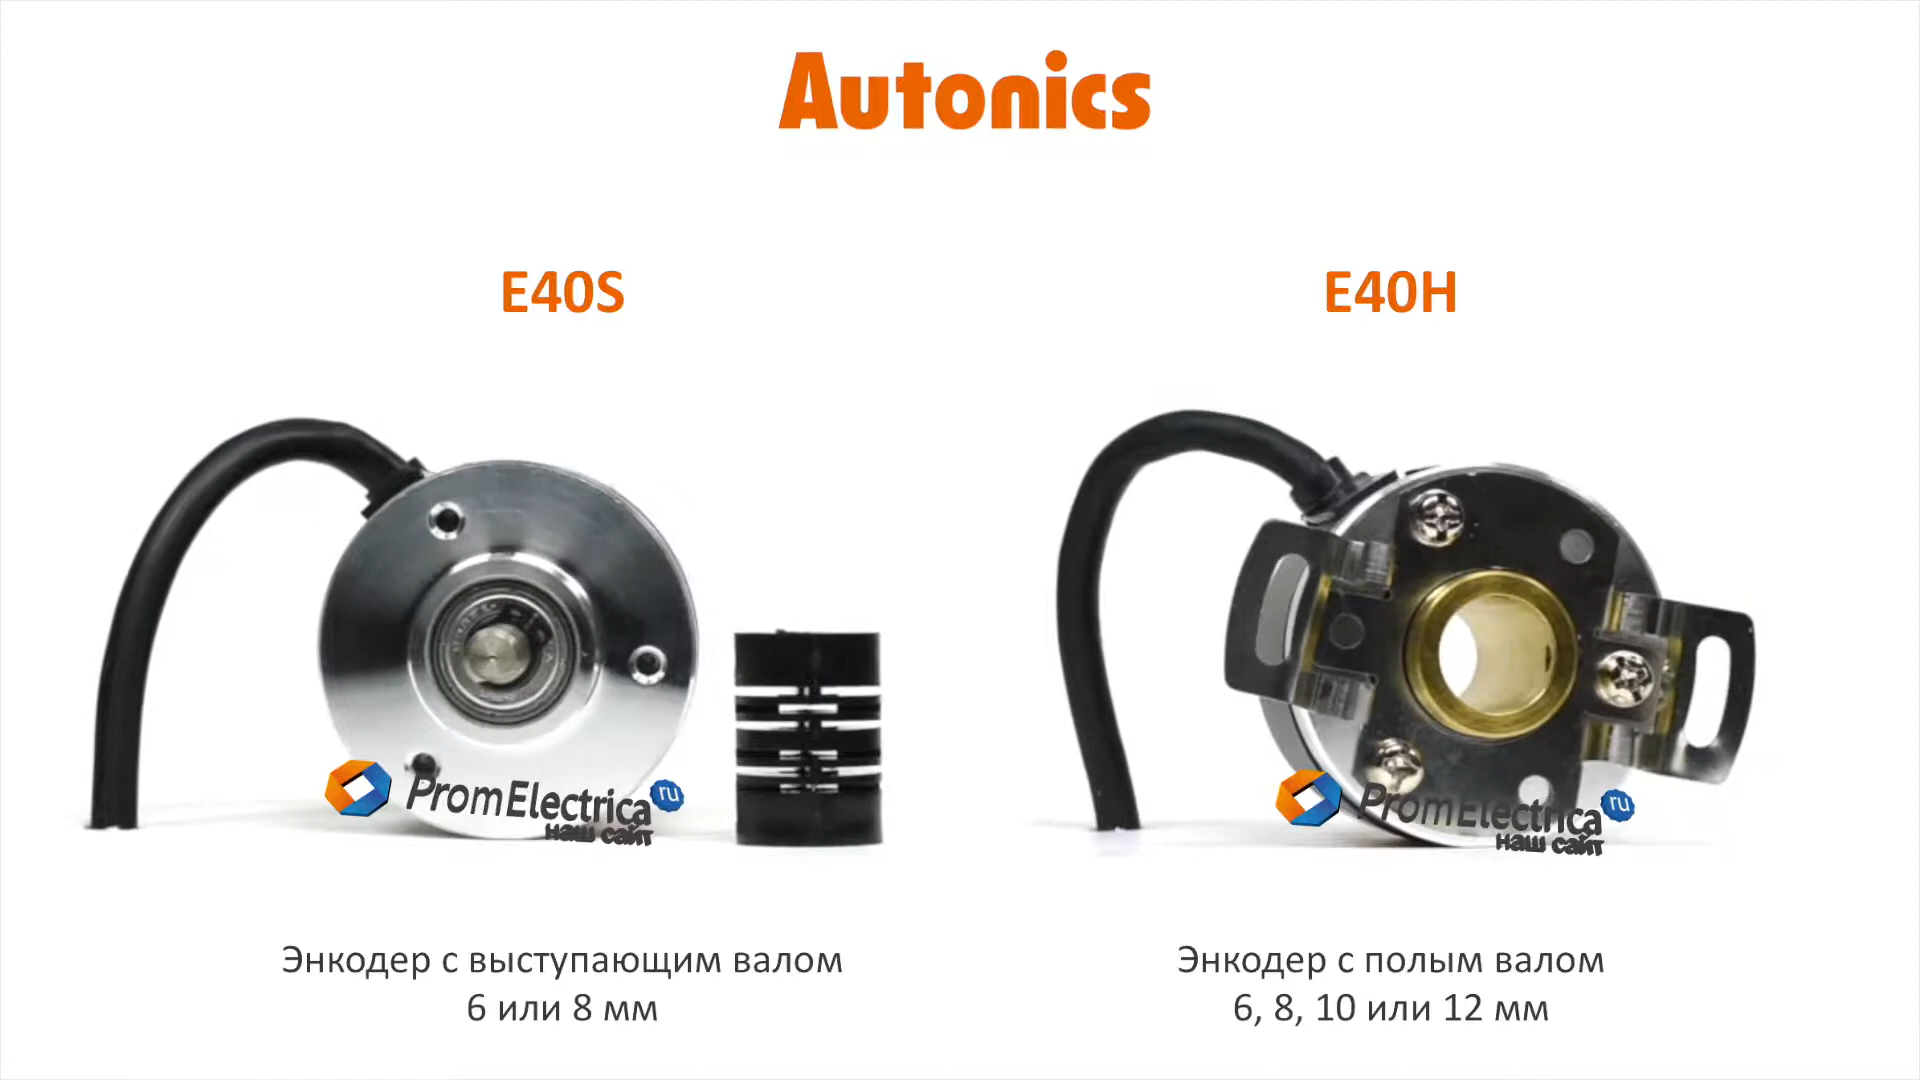 Autonics
E40S
E40H
PromElectrica ru
наш сайт
PromElectrica ru
наш сайт
Энкодер с выступающим валом
6 или 8 мм
Энкодер с полым валом
6, 8, 10 или 12 мм